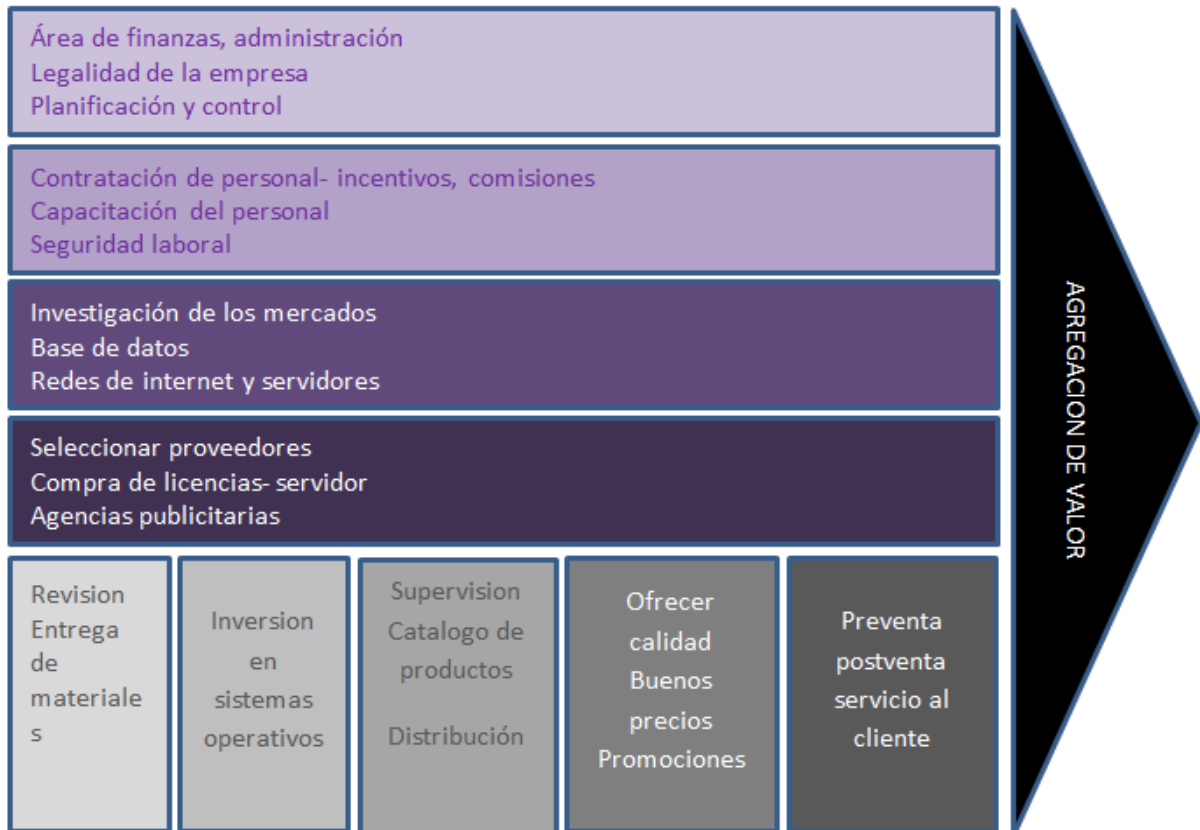 Área de finanzas, administración
Legalidad de la empresa
Planificación y control
Contratación de personal- incentivos, comisiones
Capacitación del personal
Seguridad laboral
Investigación de los mercados
Base de datos
Redes de internet y servidores
Seleccionar proveedores
Compra de licencias- servidor
Agencias publicitarias
Revision
Entrega
de
materiale
s
Inversion
en
sistemas
operativos
Supervision
Catalogo de
productos
Distribución
Ofrecer
calidad
Buenos
precios
Promociones
Preventa
postventa
servicio al
cliente
AGREGACION DE VALOR